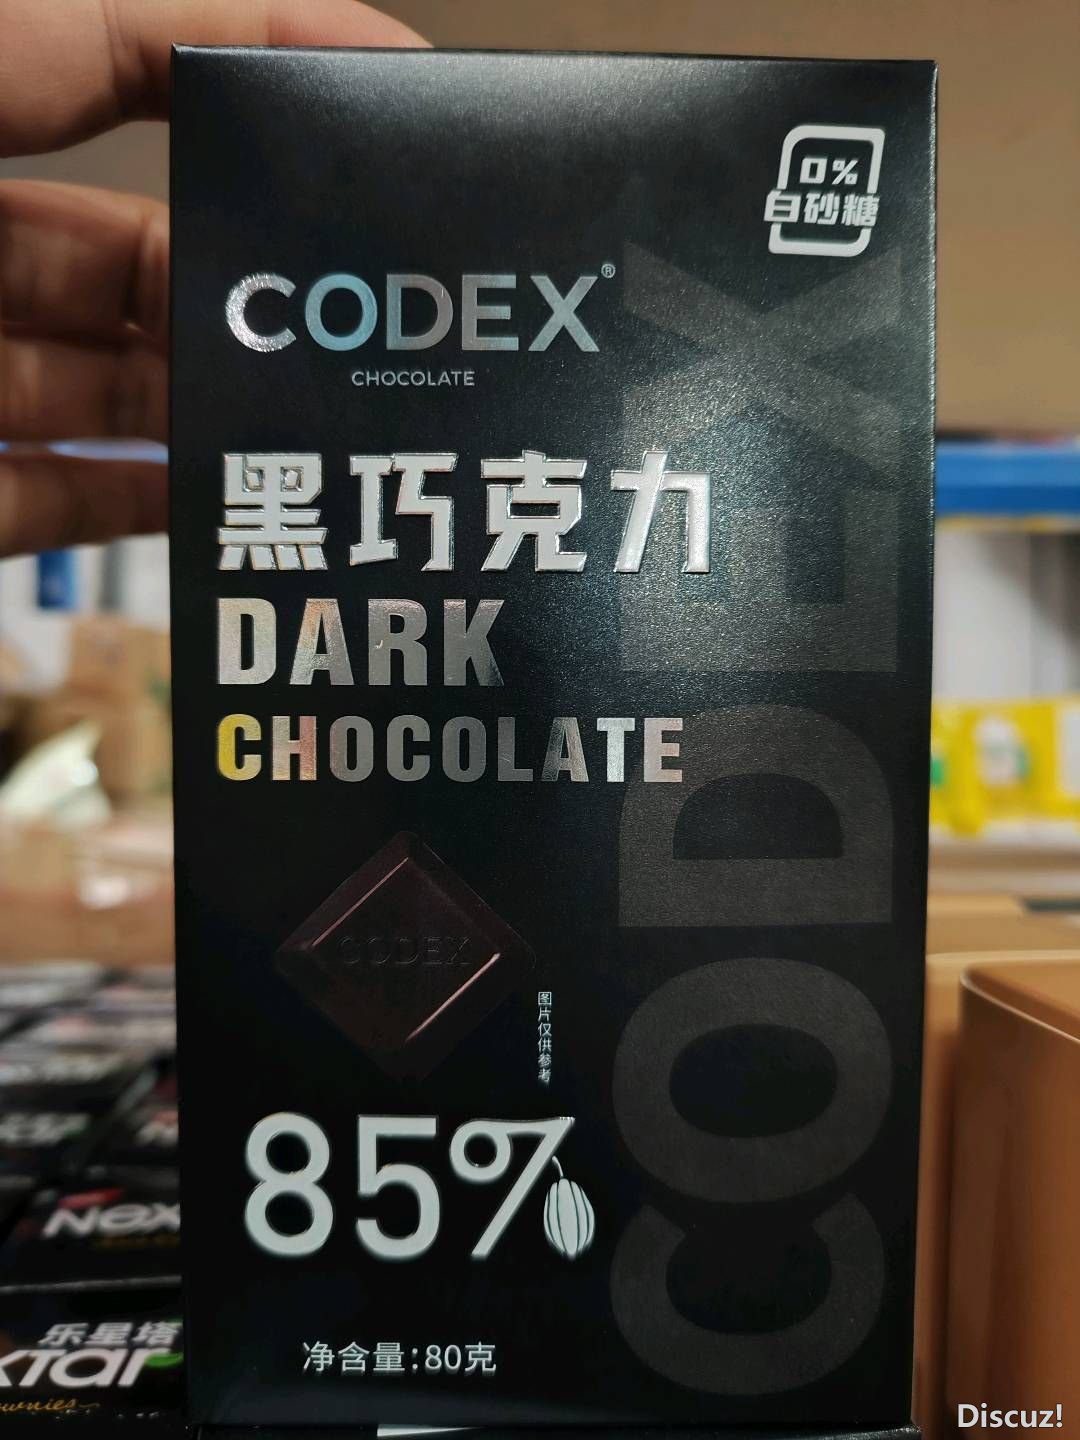 0%
白砂糖
CODEX®
CHOCOLATE
黑巧克力
DARK
CHOCOLATE
CODEX
CODEX
图片仅供参考
85%
净含量:80克
乐星塔
Discuz!